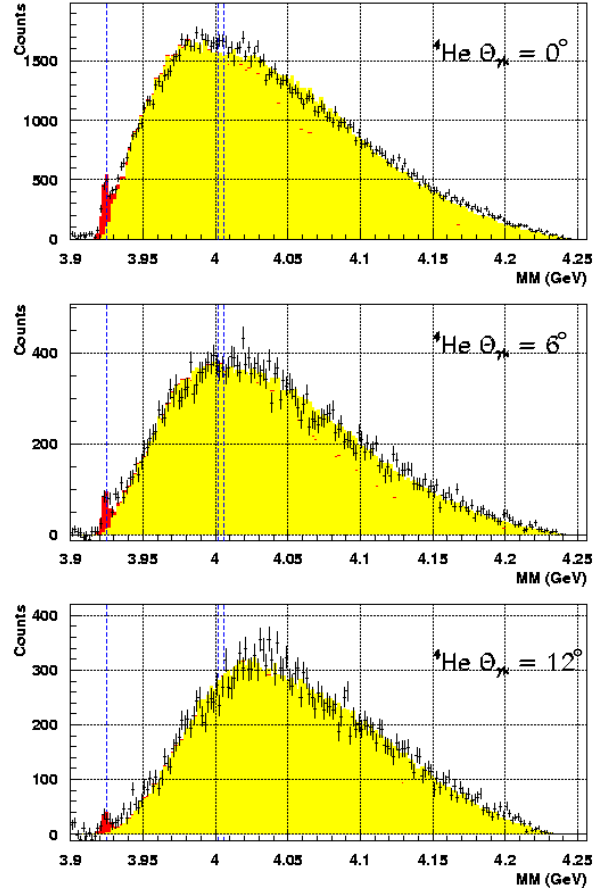 Counts
⁴He Θγκ = 0°
1500
1000
500
0
3.9 3.95 4 4.05 4.1 4.15 4.2 4.25
MM (GeV)
Counts
⁴He Θγκ = 6°
400
200
0
3.9 3.95 4 4.05 4.1 4.15 4.2 4.25
MM (GeV)
Counts
⁴He Θγκ = 12°
400
300
200
100
0
3.9 3.95 4 4.05 4.1 4.15 4.2 4.25
MM (GeV)